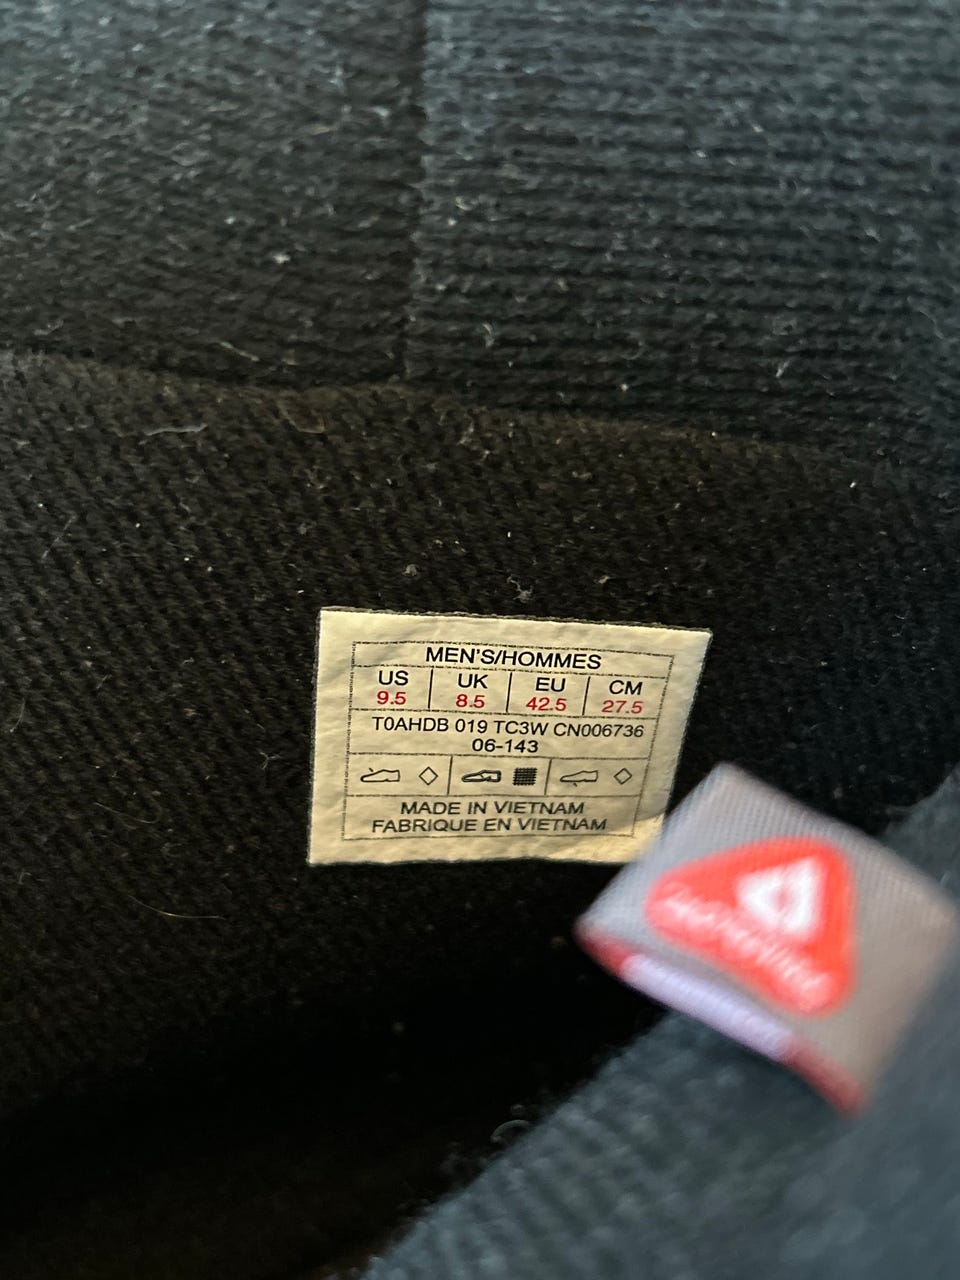 MEN'S/HOMMES
US UK EU CM
9.5 8.5 42.5 27.5
T0AHDB 019 TC3W CN006736
06-143
MADE IN VIETNAM
FABRIQUE EN VIETNAM